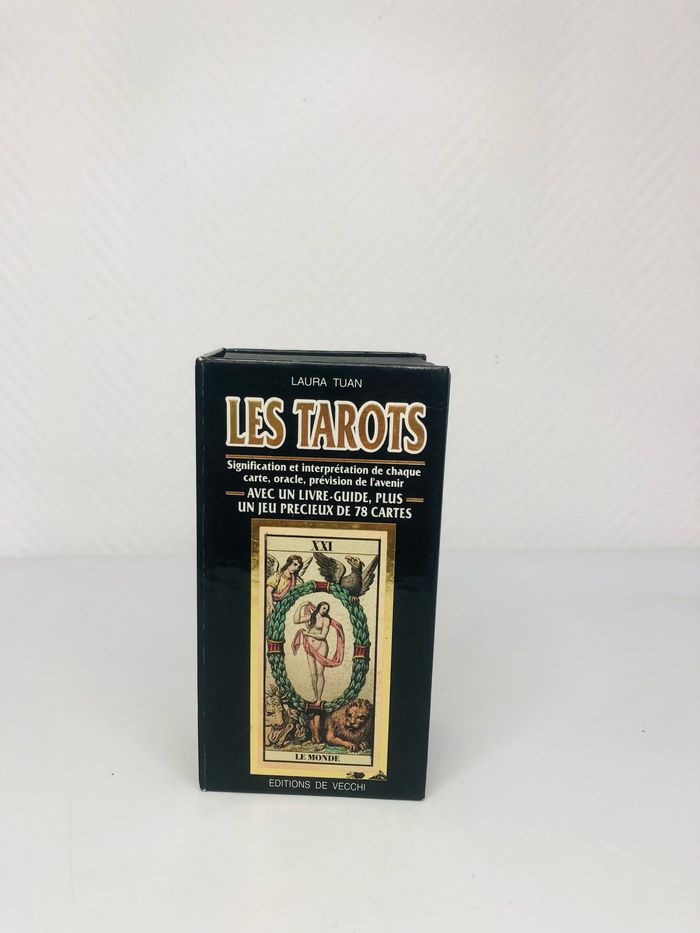 LAURA TUAN
LES TAROTS
Signification et interprétation de chaque
carte, oracle, prévision de l'avenir
AVEC UN LIVRE-GUIDE, PLUS
UN JEU PRECIEUX DE 78 CARTES
XXI
LE MONDE
EDITIONS DE VECCHI